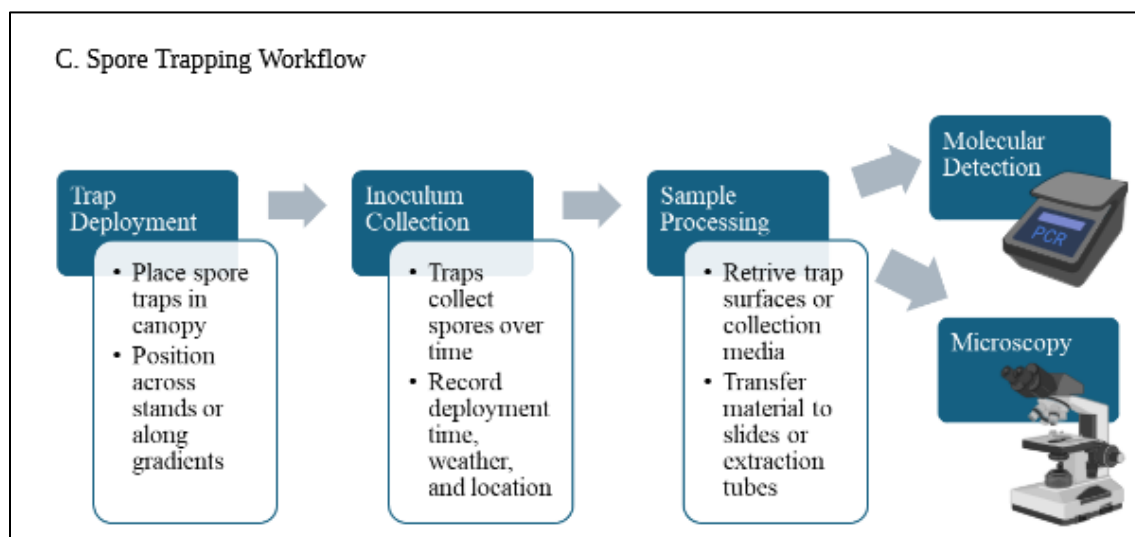 C. Spore Trapping Workflow
Trap
Deployment
• Place spore
traps in
canopy
• Position
across
stands or
along
gradients
Inoculum
Collection
• Traps
collect
spores over
time
• Record
deployment
time,
weather,
and location
Sample
Processing
• Retrive trap
surfaces or
collection
media
• Transfer
material to
slides or
extraction
tubes
Molecular
Detection
PCR
Microscopy